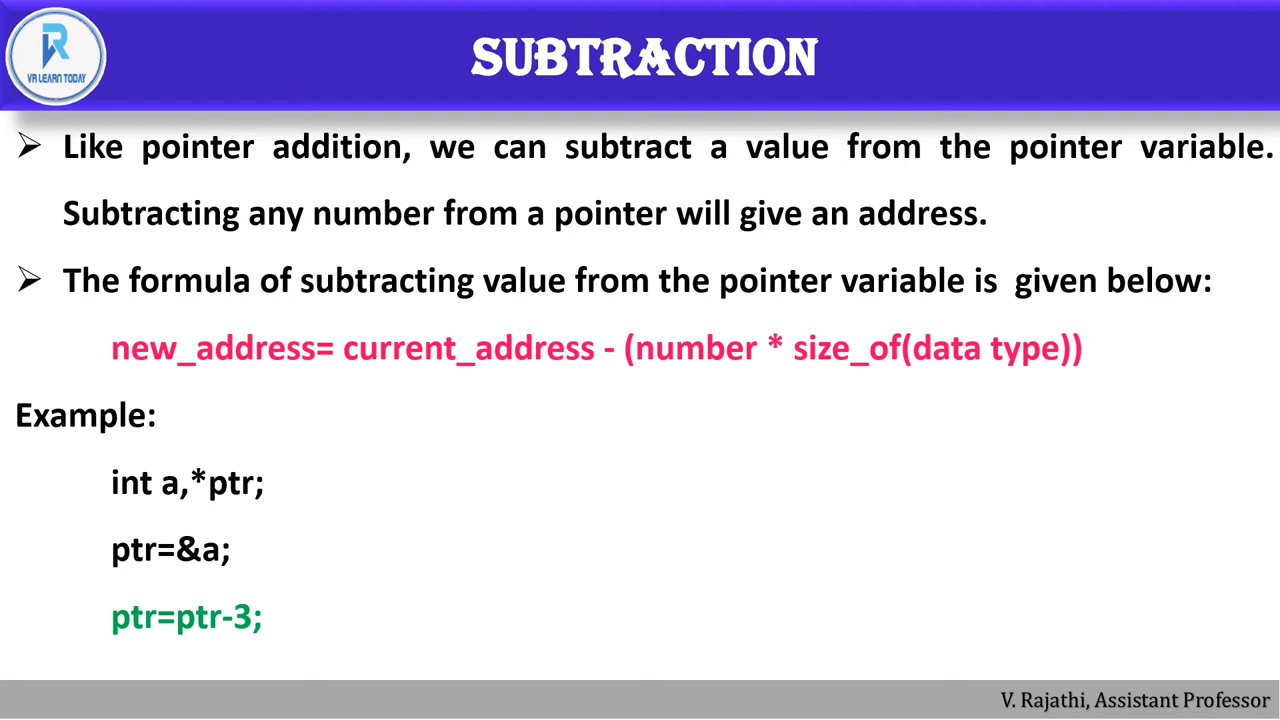 VR LEARN TODAY
SUBTRACTION
➢ Like pointer addition, we can subtract a value from the pointer variable.
Subtracting any number from a pointer will give an address.
➢ The formula of subtracting value from the pointer variable is given below:
new_address= current_address - (number * size_of(data type))
Example:
int a,*ptr;
ptr=&a;
ptr=ptr-3;
V. Rajathi, Assistant Professor